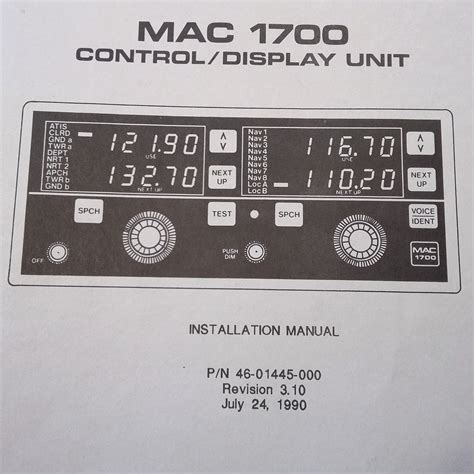 MAC 1700
CONTROL/DISPLAY UNIT
ATIS
CLRD
GND a
TWR a
DEPT
NRT 1
NRT 2
APCH
TWR b
GND b
121.90
USE
132.70
NEXT UP
NEXT UP
Nav 1
Nav 2
Nav 3
Nav 4
Nav 5
Nav 6
Nav 7
Nav 8
Loc A
Loc B
116.70
USE
110.20
NEXT UP
NEXT UP
SPCH
TEST
SPCH
VOICE
IDENT
OFF
PUSH
DIM
MAC
1700
INSTALLATION MANUAL
P/N 46-01445-000
Revision 3.10
July 24, 1990